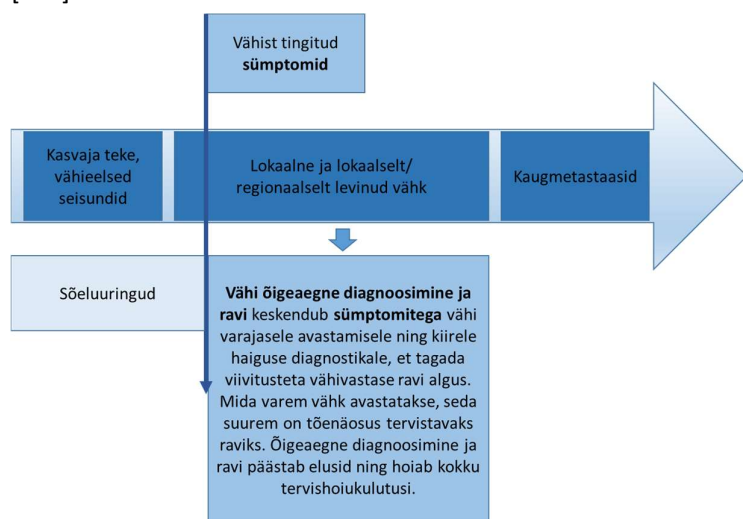 Vähist tingitud
sümptomid
Kasvaja teke,
vähieelsed
seisundid
Lokaalne ja lokaalselt/
regionaalselt levinud vähk
Kaugmetastaasid
Sõeluuringud
Vähi õigeaegne diagnoosimine ja
ravi keskendub sümptomitega vähi
varajasele avastamisele ning kiirele
haiguse diagnostikale, et tagada
viivitusteta vähivastase ravi algus.
Mida varem vähk avastatakse, seda
suurem on tõenäosus tervistavaks
raviks. Õigeaegne diagnoosimine ja
ravi päästab elusid ning hoiab kokku
tervishoiukulutusi.